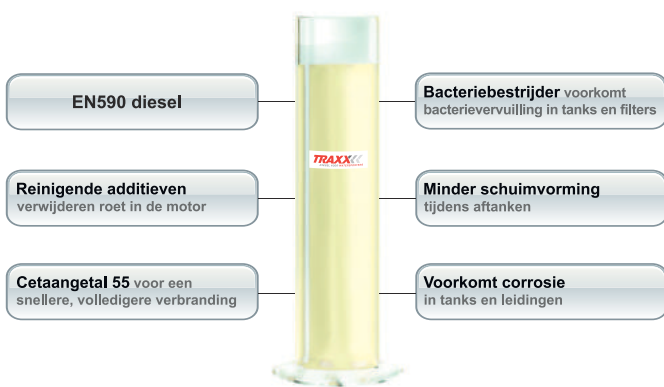 EN590 diesel
Reinigende additieven
verwijderen roet in de motor
Cetaangetal 55 voor een
snellere, volledigere verbranding
TRAXX
Bacteriebestrijder voorkomt
bacterievervuilling in tanks en filters
Minder schuimvorming
tijdens aftanken
Voorkomt corrosie
in tanks en leidingen